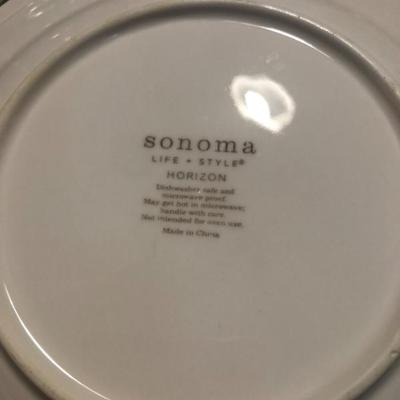 sonoma
LIFE + STYLE®
HORIZON
Dishwasher safe and
microwave proof.
May get hot in microwave;
handle with care.
Not intended for oven use.
Made in China